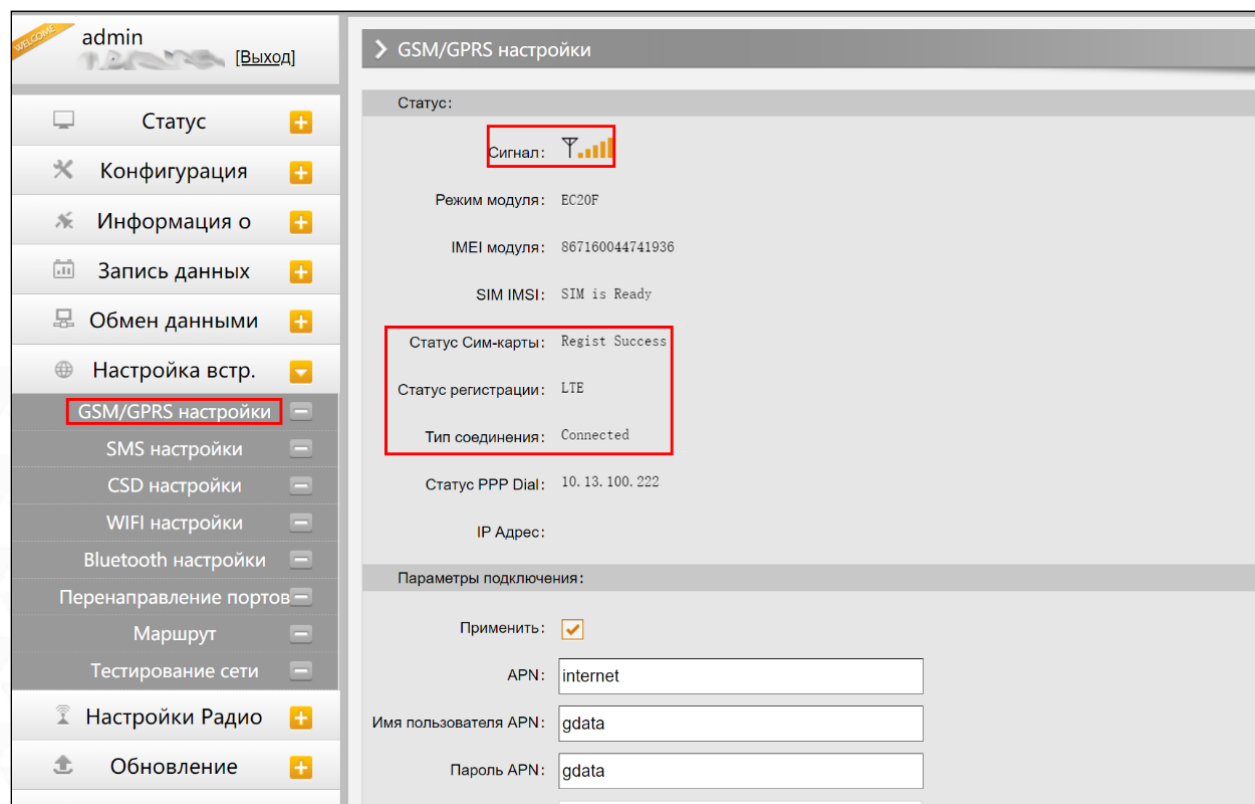 WELCOME
admin
[Выход]
Статус
Конфигурация
Информация о
Запись данных
Обмен данными
Настройка встр.
GSM/GPRS настройки
SMS настройки
CSD настройки
WIFI настройки
Bluetooth настройки
Перенаправление портов
Маршрут
Тестирование сети
Настройки Радио
Обновление
GSM/GPRS настройки
Статус:
Сигнал:
Режим модуля: EC20F
IMEI модуля: 867160044741936
SIM IMSI: SIM is Ready
Статус Сим-карты: Regist Success
Статус регистрации: LTE
Тип соединения: Connected
Статус PPP Dial: 10.13.100.222
IP Адрес:
Параметры подключения:
Применить:
APN: internet
Имя пользователя APN: gdata
Пароль APN: gdata